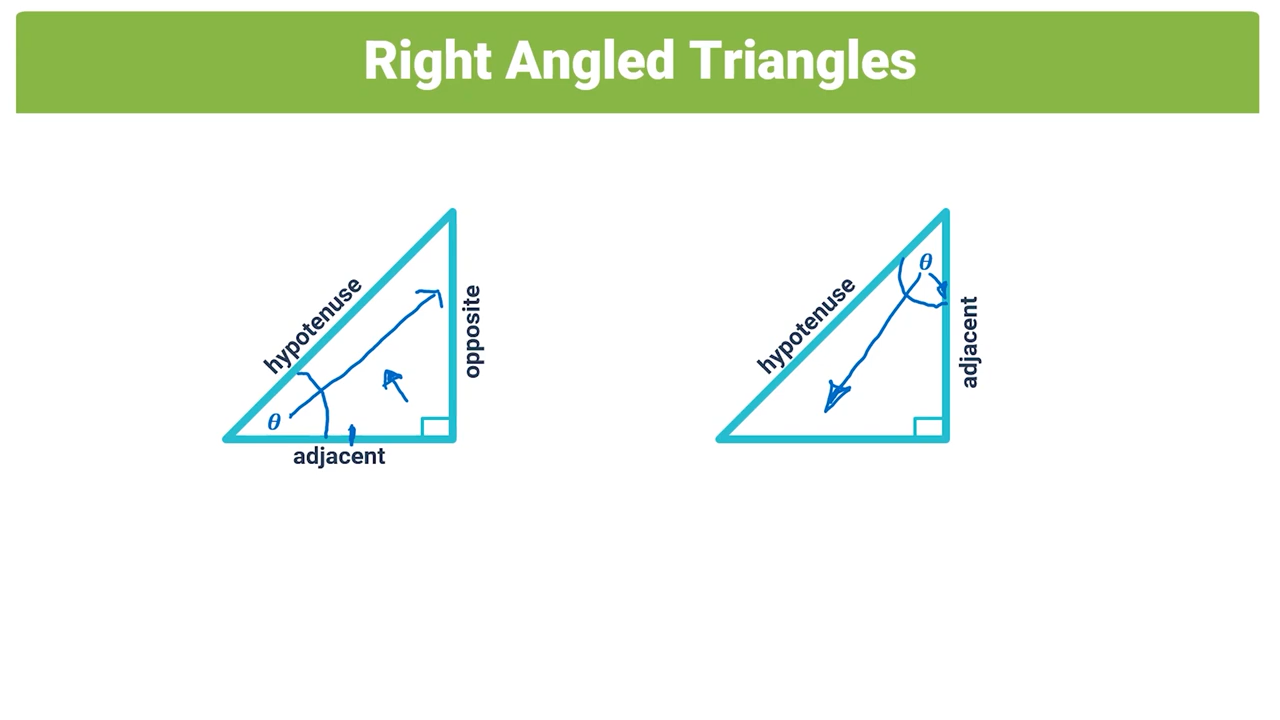 Right Angled Triangles
hypotenuse
opposite
θ
adjacent
hypotenuse
θ
adjacent